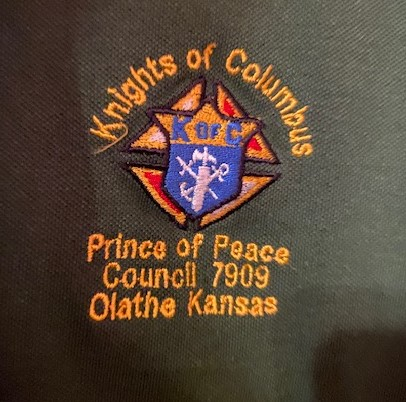 Knights of Columbus
K OF C
Prince of Peace
Council 7909
Olathe Kansas